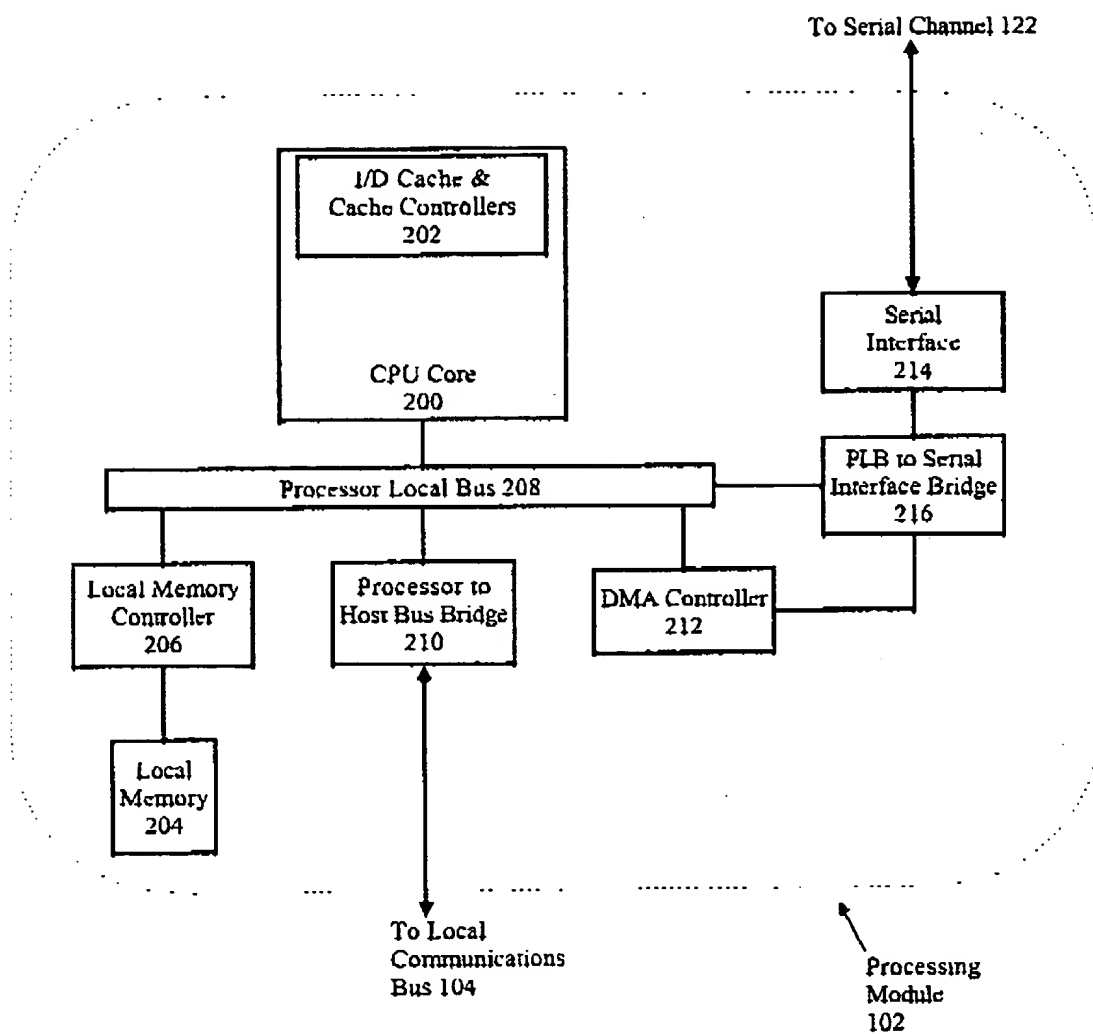 To Serial Channel 122
I/D Cache &
Cache Controllers
202
CPU Core
200
Serial
Interface
214
Processor Local Bus 208
PLB to Serial
Interface Bridge
216
Local Memory
Controller
206
Processor to
Host Bus Bridge
210
DMA Controller
212
Local
Memory
204
To Local
Communications
Bus 104
Processing
Module
102